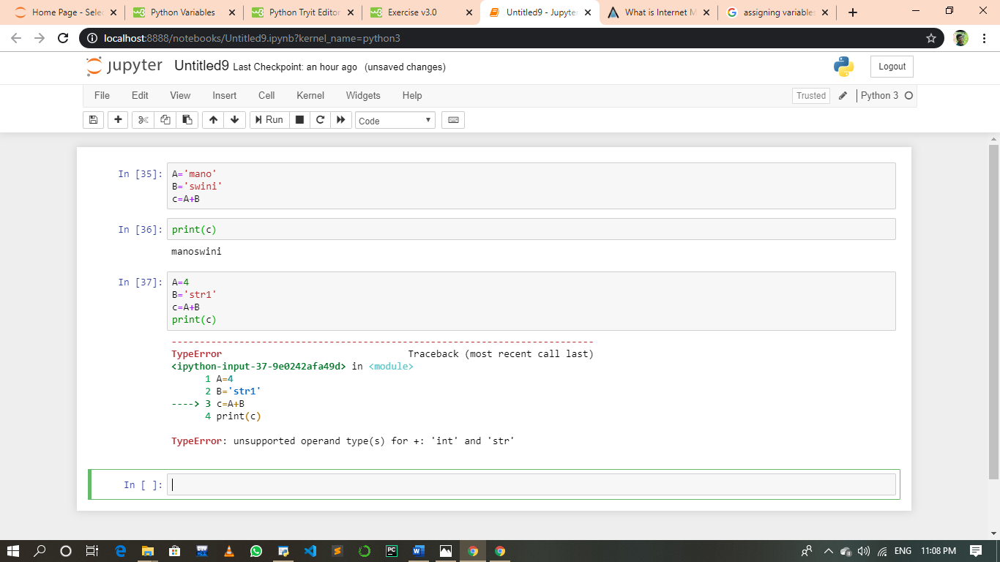 Home Page - Selec
Python Variables
Python Tryit Editor
Exercise v3.0
Untitled9 - Jupyter
What is Internet M
assigning variables
localhost:8888/notebooks/Untitled9.ipynb?kernel_name=python3
jupyter Untitled9 Last Checkpoint: an hour ago (unsaved changes)
Logout
File Edit View Insert Cell Kernel Widgets Help
Trusted Python 3
Run Code
In [35]: A='mano'
B='swini'
c=A+B
In [36]: print(c)
manoswini
In [37]: A=4
B='str1'
c=A+B
print(c)
---------------------------------------------------------------------------
TypeError Traceback (most recent call last)
<ipython-input-37-9e0242afa49d> in <module>
1 A=4
2 B='str1'
----> 3 c=A+B
4 print(c)
TypeError: unsupported operand type(s) for +: 'int' and 'str'
In [ ]:
ENG 11:08 PM